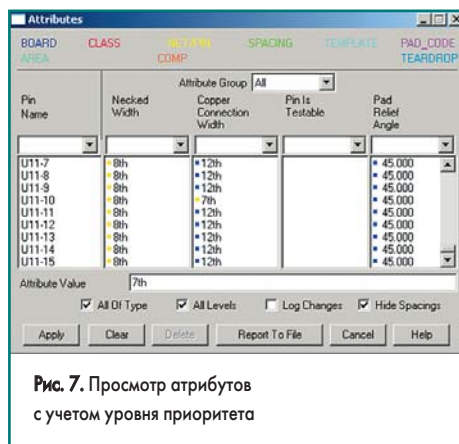 Attributes
BOARD CLASS NET/PIN SPACING TEMPLATE PAD_CODE
AREA COMP TEARDROP
Attribute Group All
Pin Name Necked Width Copper Connection Width Pin Is Testable Pad Relief Angle
U11-7 8th 12th 45.000
U11-8 8th 12th 45.000
U11-9 8th 12th 45.000
U11-10 8th 7th 45.000
U11-11 8th 12th 45.000
U11-12 8th 12th 45.000
U11-13 8th 12th 45.000
U11-14 8th 12th 45.000
U11-15 8th 12th 45.000
Attribute Value 7th
All Of Type All Levels Log Changes Hide Spacings
Apply Clear Delete Report To File Cancel Help
Рис. 7. Просмотр атрибутов
с учетом уровня приоритета